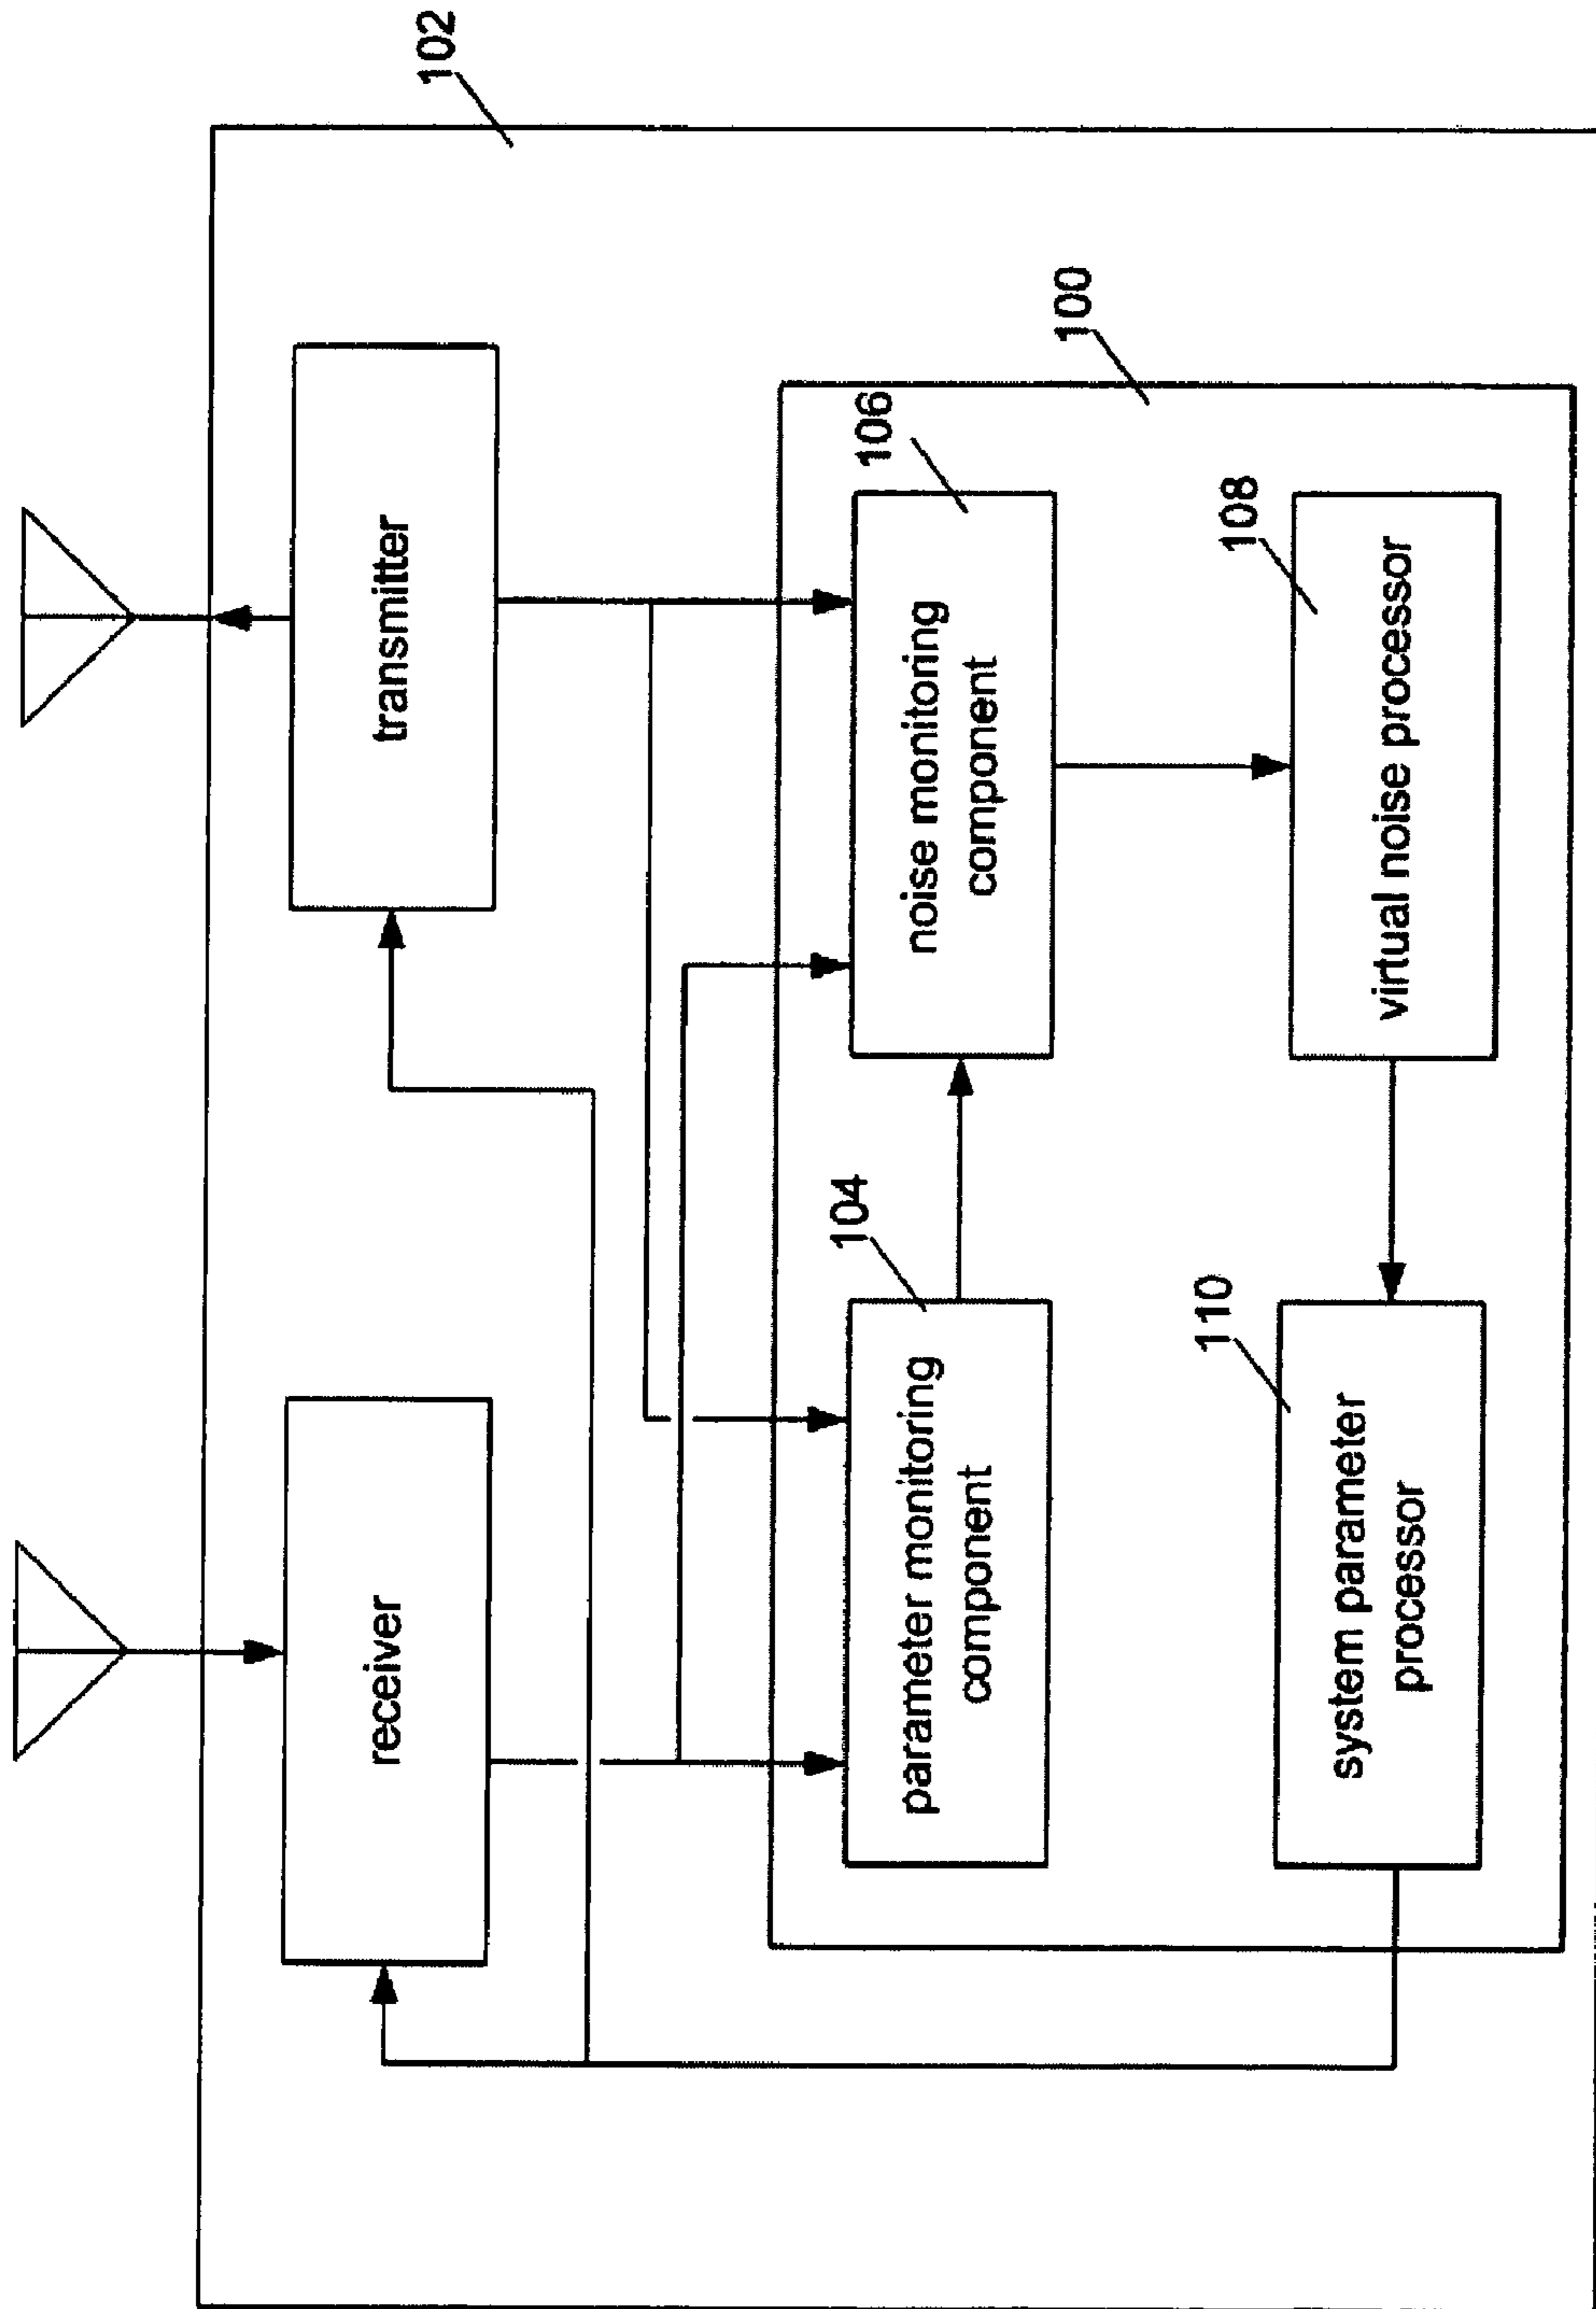 102
receiver
transmitter
100
104
parameter monitoring
component
106
noise monitoring
component
110
system parameter
processor
108
virtual noise processor